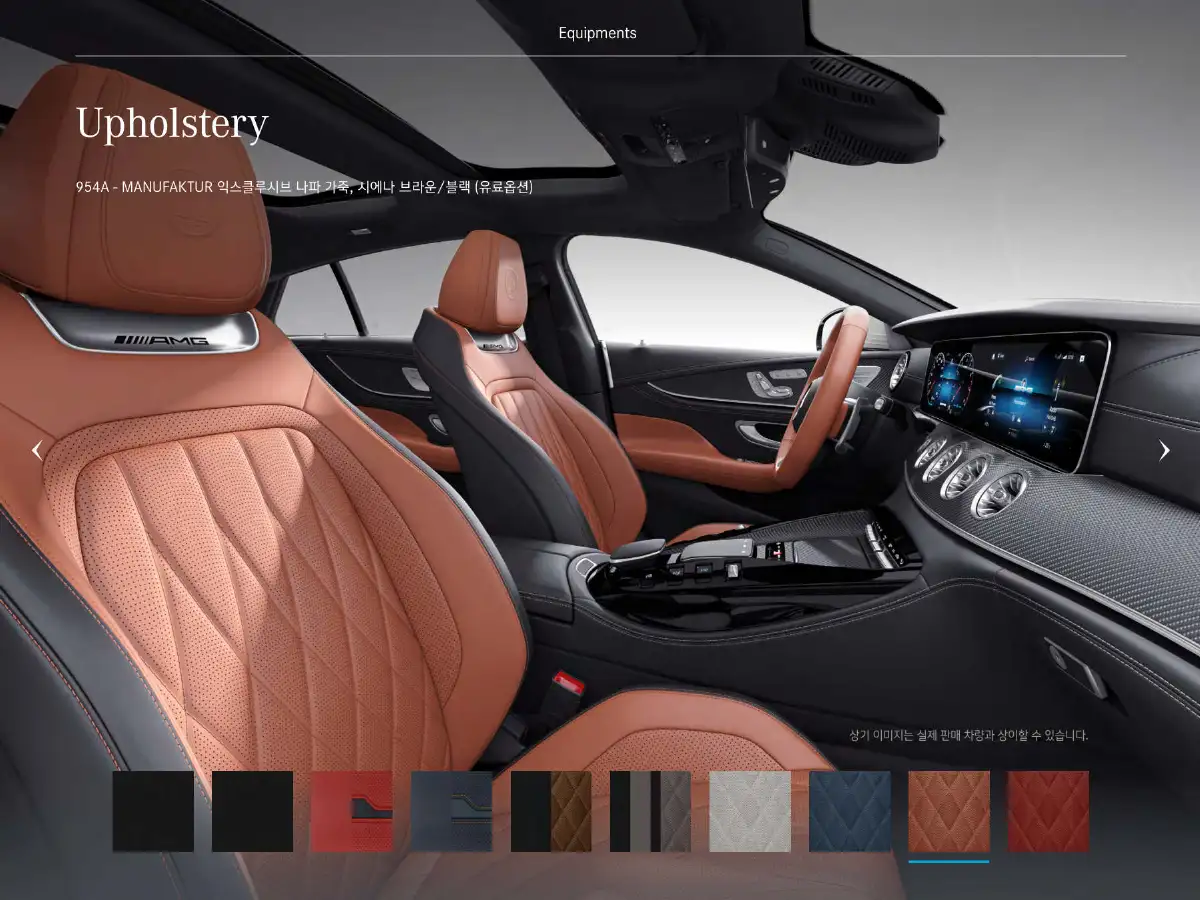 Equipments
Upholstery
954A - MANUFAKTUR 익스클루시브 나파 가죽, 시에나 브라운/블랙 (유료옵션)
AMG
상기 이미지는 실제 판매 차량과 상이할 수 있습니다.